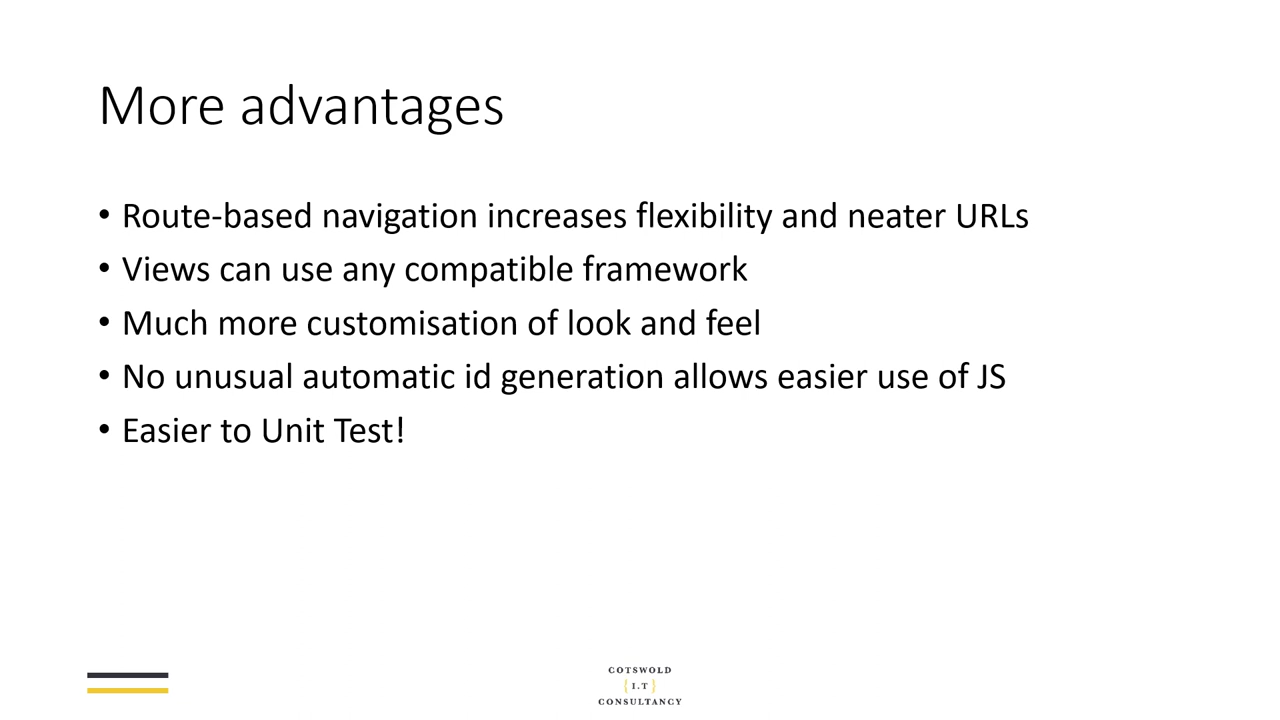 More advantages
• Route-based navigation increases flexibility and neater URLs
• Views can use any compatible framework
• Much more customisation of look and feel
• No unusual automatic id generation allows easier use of JS
• Easier to Unit Test!
COTSWOLD
{ I.T }
CONSULTANCY